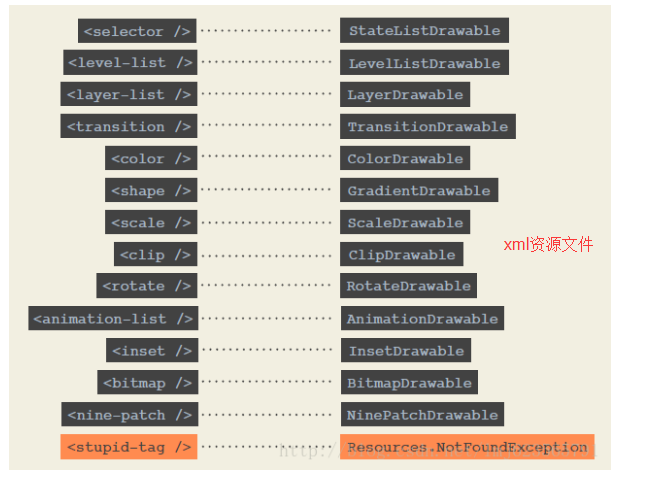 <selector /> StateListDrawable
<level-list /> LevelListDrawable
<layer-list /> LayerDrawable
<transition /> TransitionDrawable
<color /> ColorDrawable
<shape /> GradientDrawable
<scale /> ScaleDrawable
xml资源文件
<clip /> ClipDrawable
<rotate /> RotateDrawable
<animation-list /> AnimationDrawable
<inset /> InsetDrawable
<bitmap /> BitmapDrawable
<nine-patch /> NinePatchDrawable
<stupid-tag /> Resources.NotFoundException